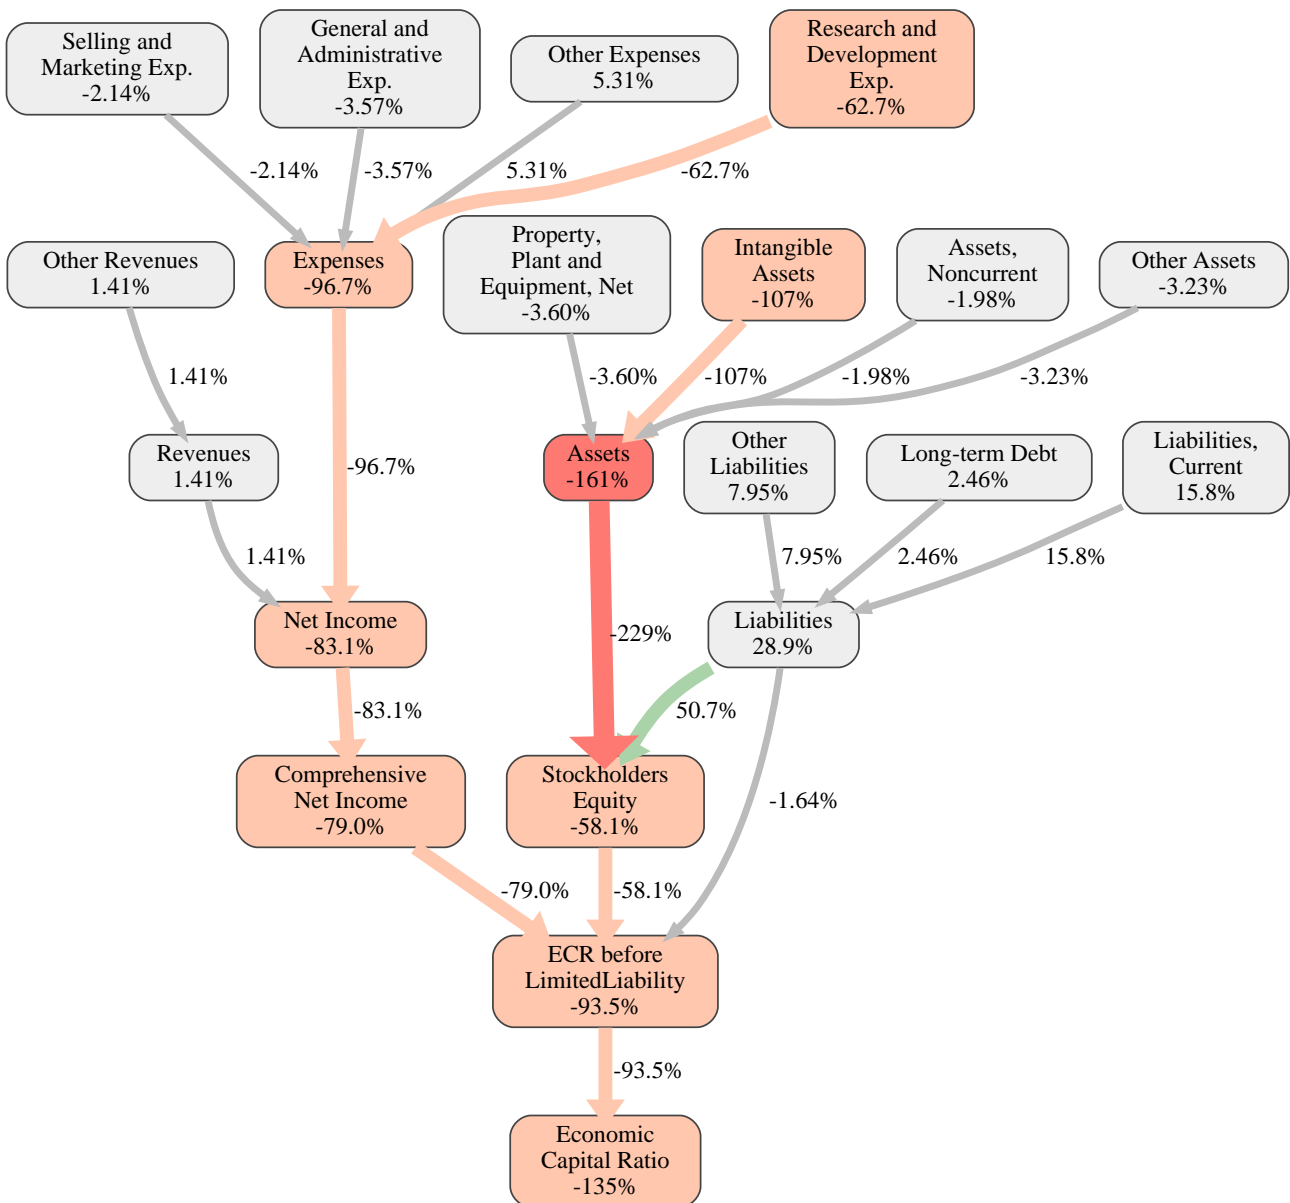 Selling and
Marketing Exp.
-2.14%
General and
Administrative
Exp.
-3.57%
Other Expenses
5.31%
Research and
Development
Exp.
-62.7%
-2.14%
-3.57%
5.31%
-62.7%
Other Revenues
1.41%
Expenses
-96.7%
Property,
Plant and
Equipment, Net
-3.60%
Intangible
Assets
-107%
Assets,
Noncurrent
-1.98%
Other Assets
-3.23%
1.41%
-3.60%
-107%
-1.98%
-3.23%
Revenues
1.41%
-96.7%
Assets
-161%
Other
Liabilities
7.95%
Long-term Debt
2.46%
Liabilities,
Current
15.8%
1.41%
7.95%
2.46%
15.8%
Net Income
-83.1%
-229%
Liabilities
28.9%
-83.1%
50.7%
Comprehensive
Net Income
-79.0%
Stockholders
Equity
-58.1%
-1.64%
-79.0%
-58.1%
ECR before
LimitedLiability
-93.5%
-93.5%
Economic
Capital Ratio
-135%